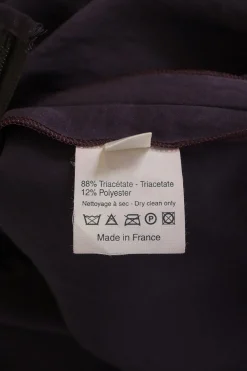 88% Triacétate - Triacetate
12% Polyester
Nettoyage à sec - Dry clean only
P
Made in France